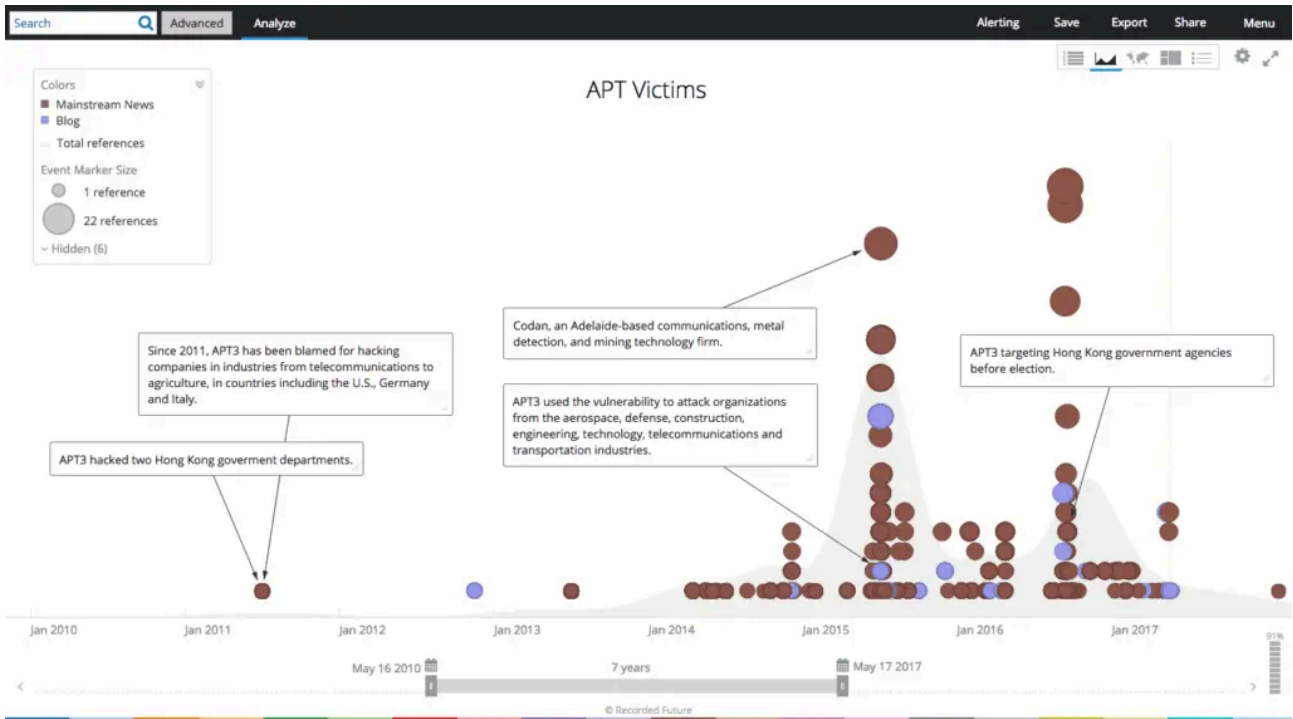 Search
Advanced
Analyze
Alerting
Save
Export
Share
Menu
APT Victims
Colors
Mainstream News
Blog
Total references
Event Marker Size
1 reference
22 references
Hidden (6)
Since 2011, APT3 has been blamed for hacking
companies in industries from telecommunications to
agriculture, in countries including the U.S., Germany
and Italy.
APT3 hacked two Hong Kong goverment departments.
Codan, an Adelaide-based communications, metal
detection, and mining technology firm.
APT3 used the vulnerability to attack organizations
from the aerospace, defense, construction,
engineering, technology, telecommunications and
transportation industries.
APT3 targeting Hong Kong government agencies
before election.
Jan 2010
Jan 2011
Jan 2012
Jan 2013
Jan 2014
Jan 2015
Jan 2016
Jan 2017
91%
May 16 2010
7 years
May 17 2017
© Recorded Future